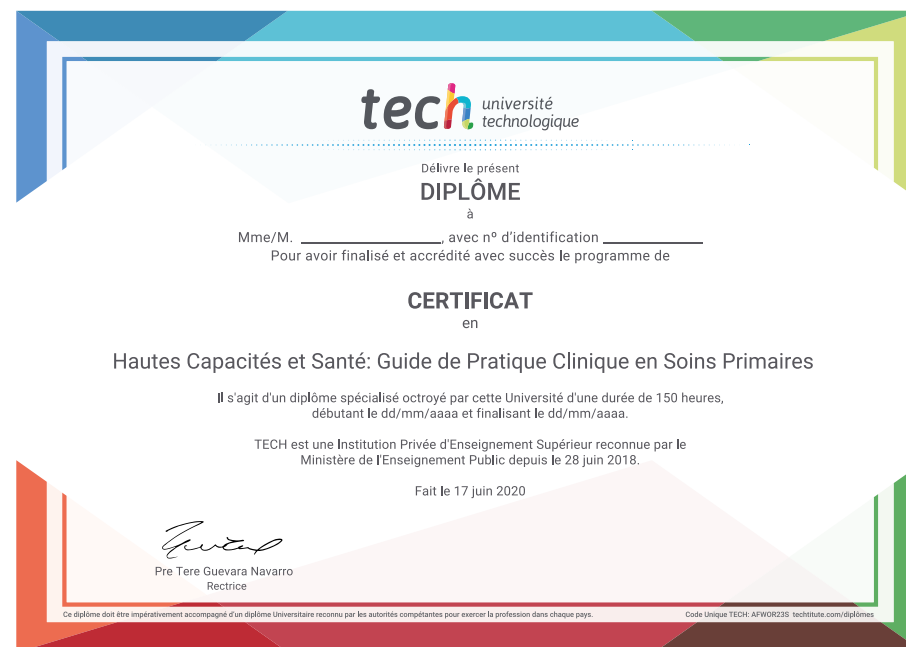 tech université
technologique
Délivre le présent
DIPLÔME
à
Mme/M. ____________________, avec nº d'identification ______________
Pour avoir finalisé et accrédité avec succès le programme de
CERTIFICAT
en
Hautes Capacités et Santé: Guide de Pratique Clinique en Soins Primaires
Il s'agit d'un diplôme spécialisé octroyé par cette Université d'une durée de 150 heures,
débutant le dd/mm/aaaa et finalisant le dd/mm/aaaa.
TECH est une Institution Privée d'Enseignement Supérieur reconnue par le
Ministère de l'Enseignement Public depuis le 28 juin 2018.
Fait le 17 juin 2020
Pre Tere Guevara Navarro
Rectrice
Ce diplôme doit être impérativement accompagné d'un diplôme Universitaire reconnu par les autorités compétentes pour exercer la profession dans chaque pays.
Code Unique TECH: AFWOR23S techtitute.com/diplômes